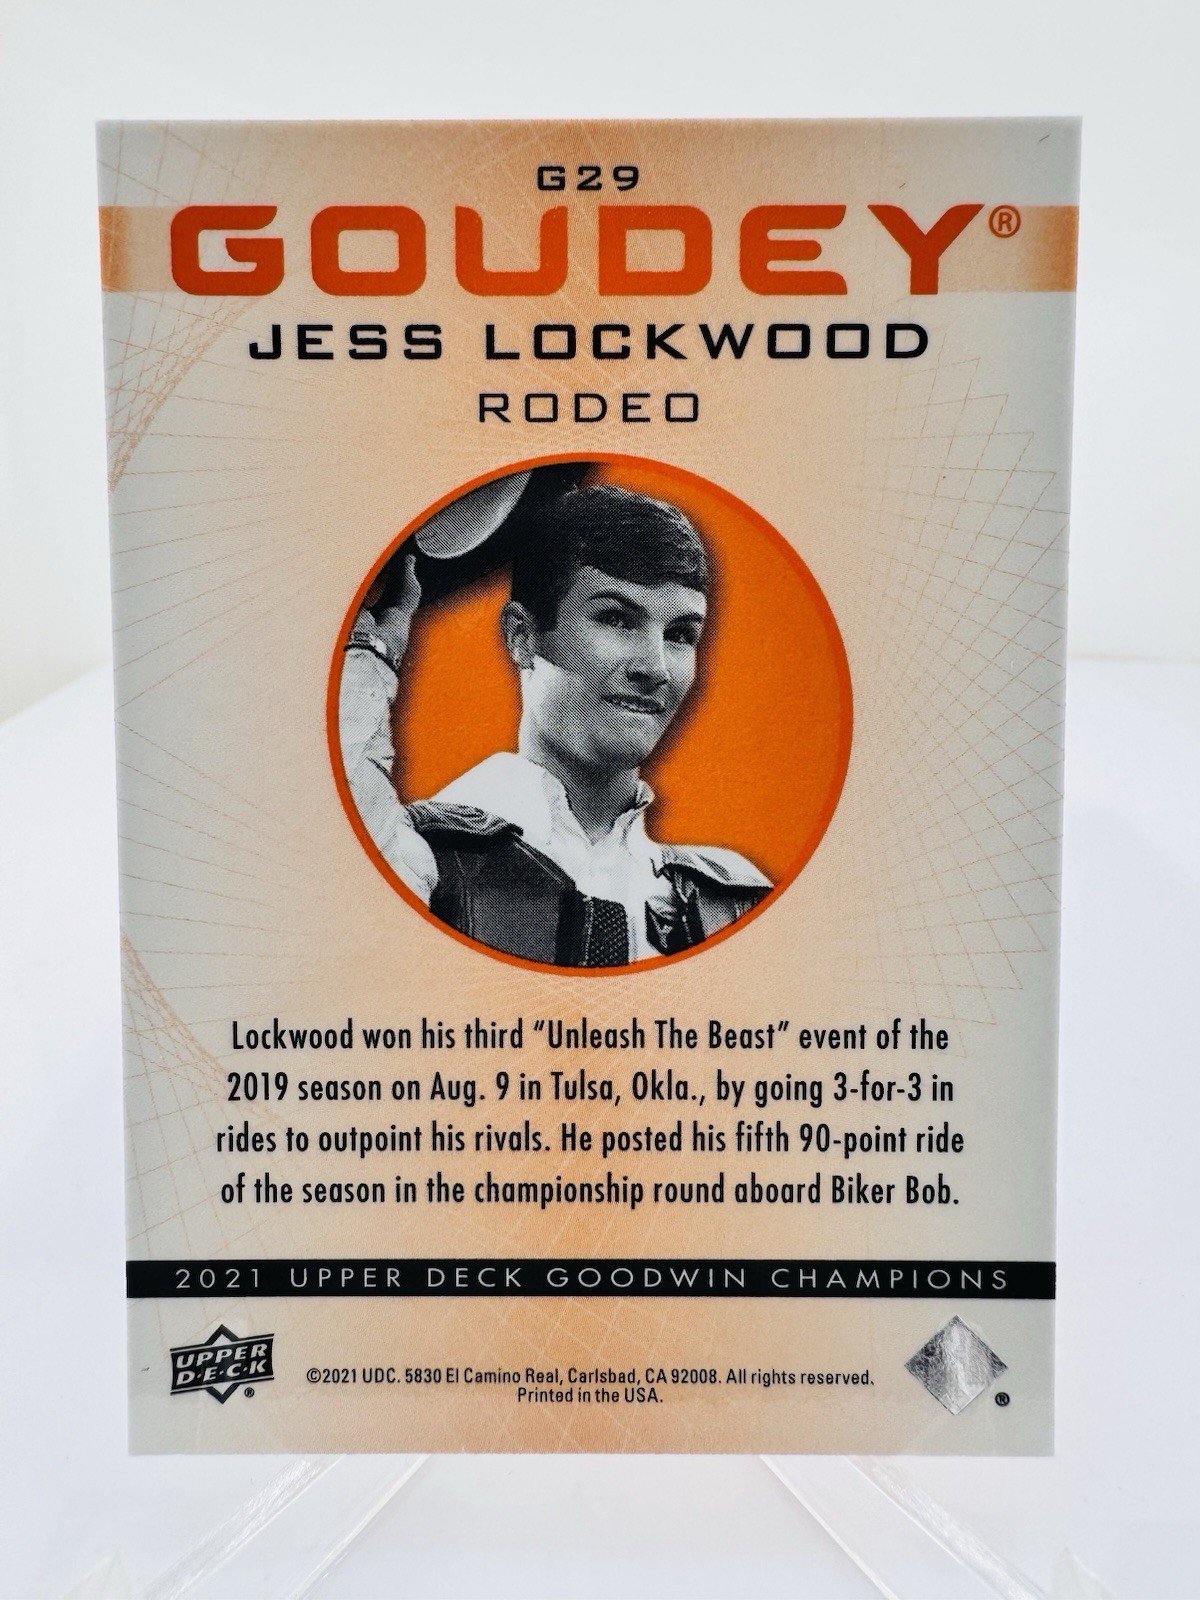 G29
GOUDEY®
JESS LOCKWOOD
RODEO
Lockwood won his third “Unleash The Beast” event of the
2019 season on Aug. 9 in Tulsa, Okla., by going 3-for-3 in
rides to outpoint his rivals. He posted his fifth 90-point ride
of the season in the championship round aboard Biker Bob.
2021 UPPER DECK GOODWIN CHAMPIONS
UPPER
D·E·C·K ®
©2021 UDC. 5830 El Camino Real, Carlsbad, CA 92008. All rights reserved.
Printed in the USA.
®